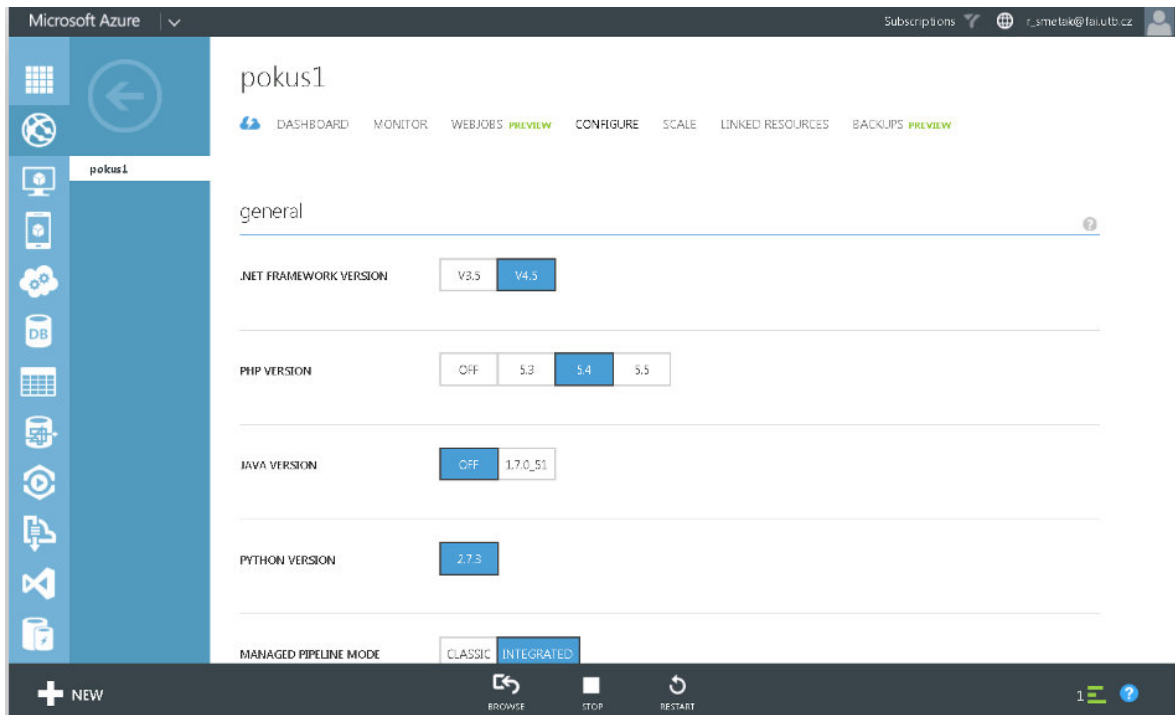 Microsoft Azure
Subscriptions r_smetak@fai.utb.cz
pokus1
DASHBOARD MONITOR WEBJOBS PREVIEW CONFIGURE SCALE LINKED RESOURCES BACKUPS PREVIEW
pokus1
general
?
.NET FRAMEWORK VERSION V3.5 V4.5
DB
PHP VERSION OFF 5.3 5.4 5.5
JAVA VERSION OFF 1.7.0_51
PYTHON VERSION 2.7.3
MANAGED PIPELINE MODE CLASSIC INTEGRATED
NEW BROWSE STOP RESTART 1 ?